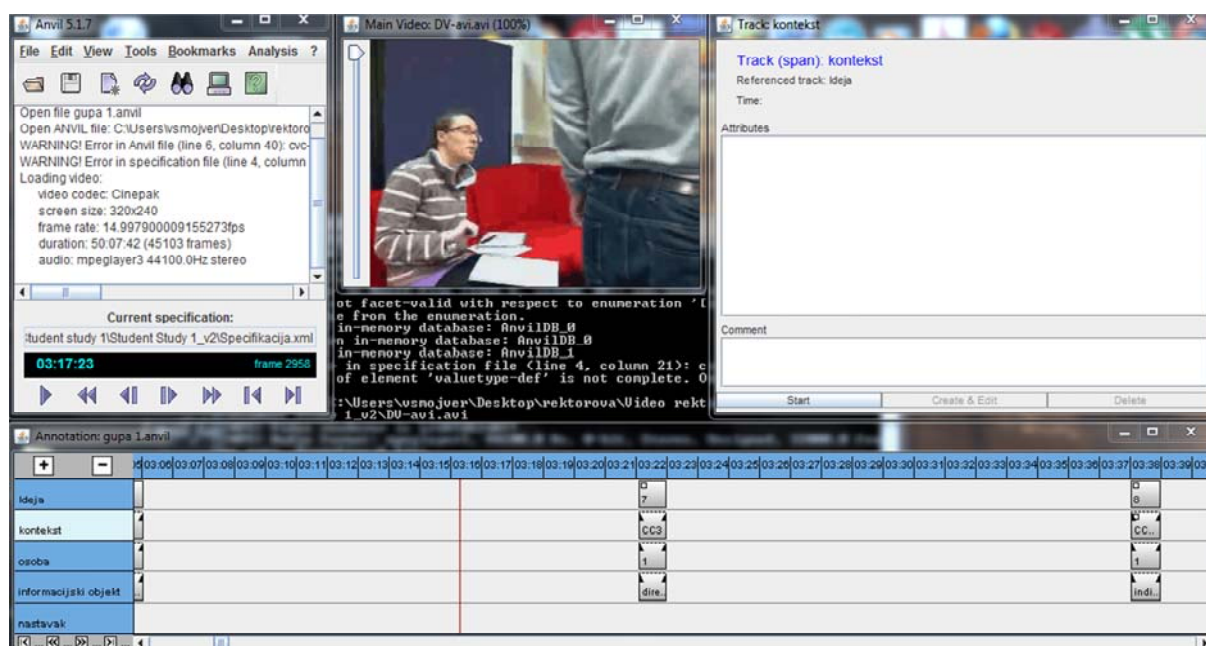 Anvil 5.1.7
File Edit View Tools Bookmarks Analysis ?
Open file gupa 1.anvil
Open ANVIL file: C:\Users\vsmojver\Desktop\rektoro
WARNING! Error in Anvil file (line 6, column 40): cvc-
WARNING! Error in specification file (line 4, column
Loading video:
video codec: Cinepak
screen size: 320x240
frame rate: 14.997900009155273fps
duration: 50:07:42 (45103 frames)
audio: mpeglayer3 44100.0Hz stereo
Current specification:
tudent study 1\Student Study 1_v2\Specifikacija.xml
03:17:23 frame 2958
Main Video: DV-avi.avi (100%)
ot facet-valid with respect to enumeration '[
e from the enumeration.
in-memory database: AnvilDB_0
n in-memory database: AnvilDB_0
in-memory database: AnvilDB_1
in specification file (line 4, column 21): c
of element 'valuetype-def' is not complete. O
:\Users\vsmojver\Desktop\rektorova\Video rekt
1_v2\DV-avi.avi
Track: kontekst
Track (span): kontekst
Referenced track: Ideja
Time:
Attributes
Comment
Start Create & Edit Delete
Annotation: gupa 1.anvil
+ - 03:06 03:07 03:08 03:09 03:10 03:11 03:12 03:13 03:14 03:15 03:16 03:17 03:18 03:19 03:20 03:21 03:22 03:23 03:24 03:25 03:26 03:27 03:28 03:29 03:30 03:31 03:32 03:33 03:34 03:35 03:36 03:37 03:38 03:39 03
Ideja 7 8
kontekst CC3 CC..
osoba 1 1
informacijski objekt .. dire.. indi..
nastavak